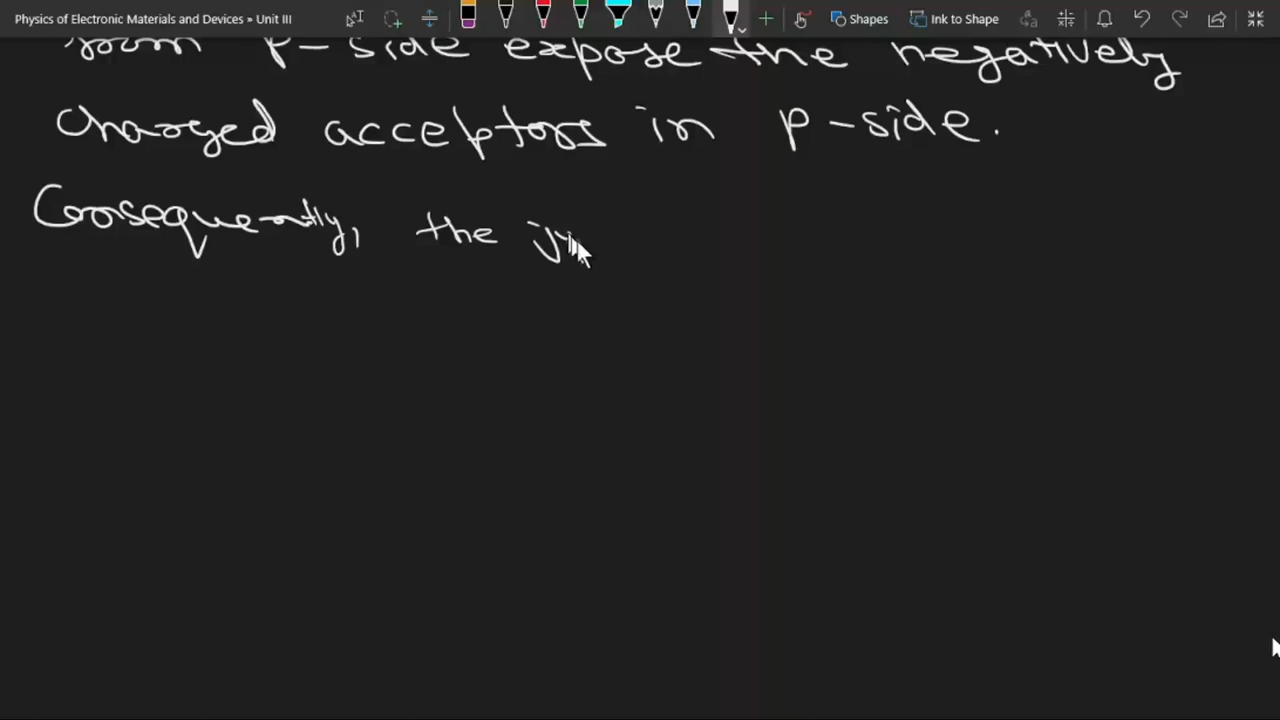 Physics of Electronic Materials and Devices » Unit III
Shapes
Ink to Shape
from p-side expose the negatively
charged acceptors in p-side.
Consequently, the